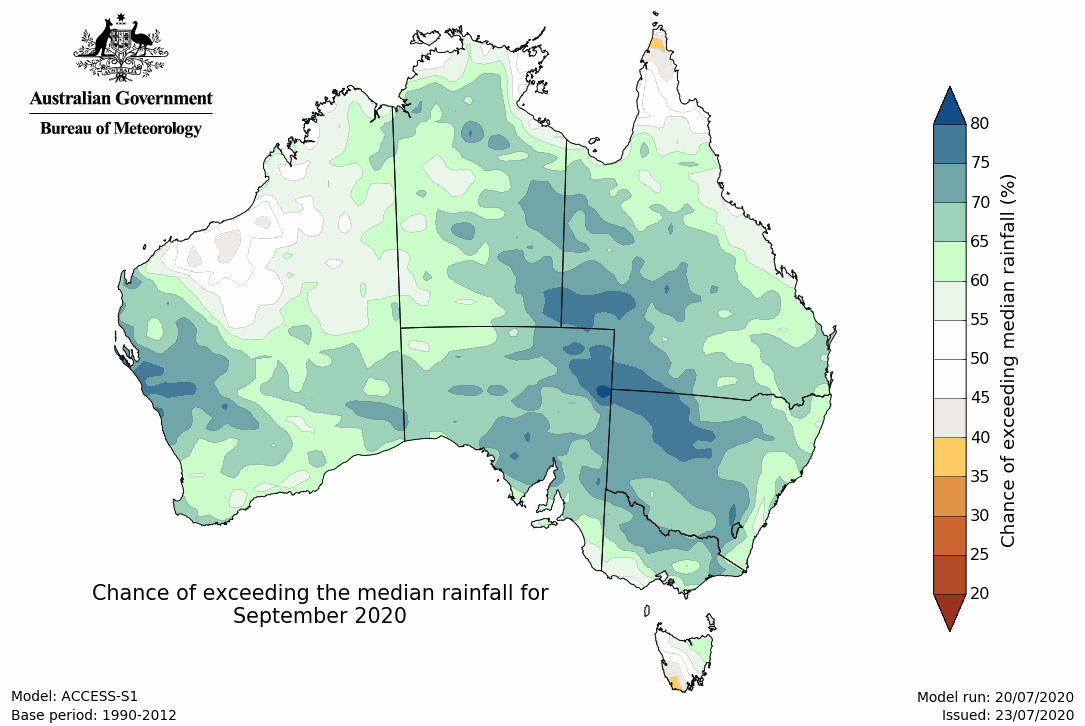 Australian Government
Bureau of Meteorology
80
75
70
65
60
55
50
45
40
35
30
25
20
Chance of exceeding median rainfall (%)
Chance of exceeding the median rainfall for
September 2020
Model: ACCESS-S1
Base period: 1990-2012
Model run: 20/07/2020
Issued: 23/07/2020